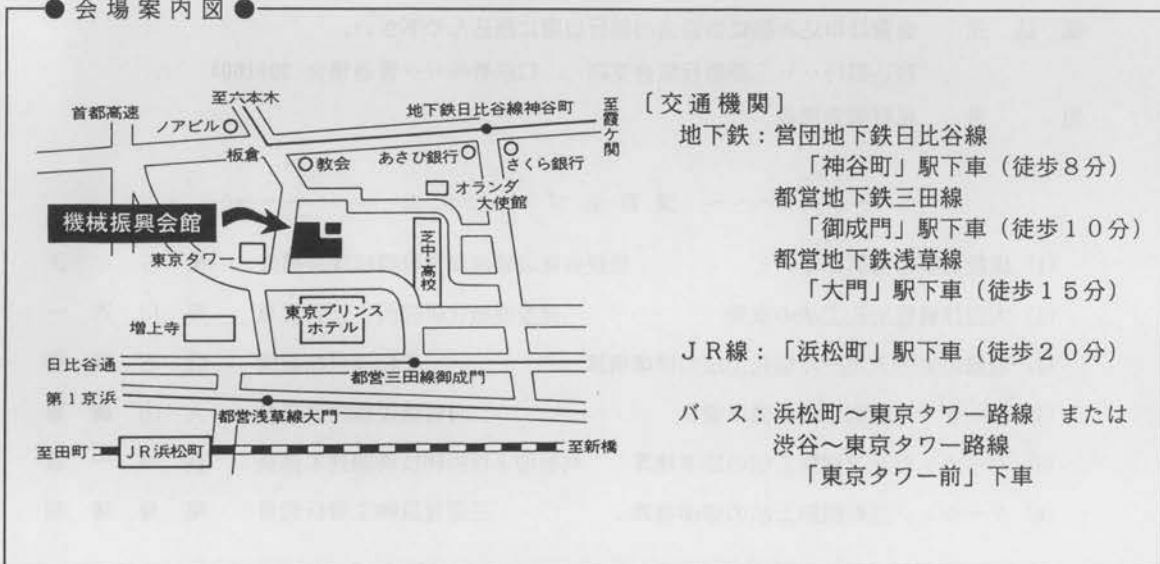 ●会場案内図●
至六本木
首都高速
ノアビル
地下鉄日比谷線神谷町
至霞ケ関
飯倉
教会
あさひ銀行
さくら銀行
オランダ
大使館
機械振興会館
芝中・高校
東京タワー
東京プリンス
ホテル
増上寺
日比谷通
都営三田線御成門
第1京浜
都営浅草線大門
至田町
JR浜松町
至新橋
〔交通機関〕
地下鉄：営団地下鉄日比谷線
「神谷町」駅下車（徒歩８分）
都営地下鉄三田線
「御成門」駅下車（徒歩１０分）
都営地下鉄浅草線
「大門」駅下車（徒歩１５分）
ＪＲ線：「浜松町」駅下車（徒歩２０分）
バ　ス：浜松町～東京タワー路線　または
渋谷～東京タワー路線
「東京タワー前」下車